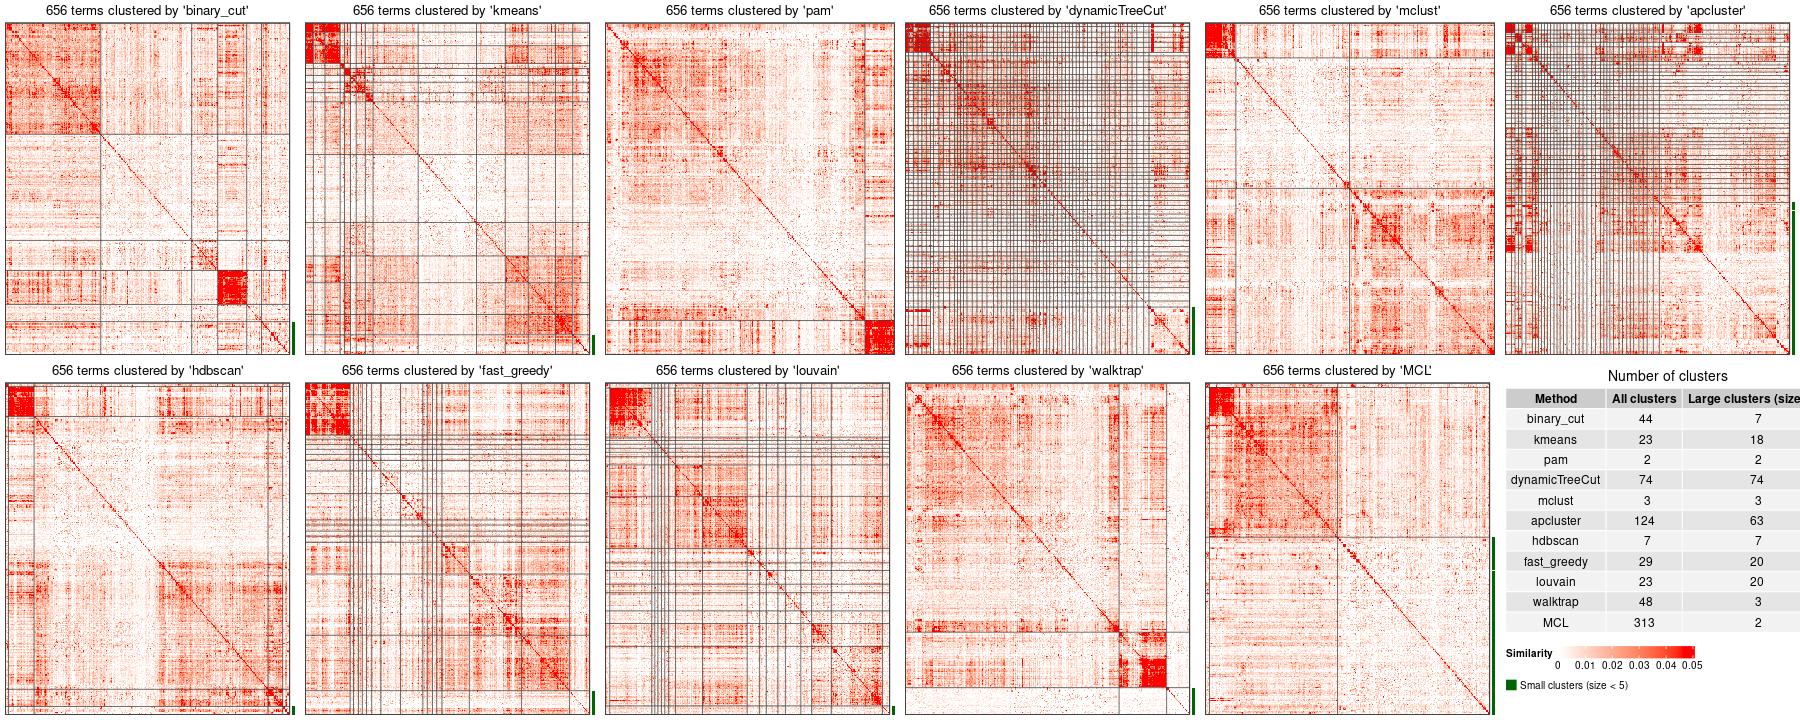 656 terms clustered by 'binary_cut'
656 terms clustered by 'kmeans'
656 terms clustered by 'pam'
656 terms clustered by 'dynamicTreeCut'
656 terms clustered by 'mclust'
656 terms clustered by 'apcluster'
656 terms clustered by 'hdbscan'
656 terms clustered by 'fast_greedy'
656 terms clustered by 'louvain'
656 terms clustered by 'walktrap'
656 terms clustered by 'MCL'
Number of clusters
Method All clusters Large clusters (size
binary_cut 44 7
kmeans 23 18
pam 2 2
dynamicTreeCut 74 74
mclust 3 3
apcluster 124 63
hdbscan 7 7
fast_greedy 29 20
louvain 23 20
walktrap 48 3
MCL 313 2
Similarity
0 0.01 0.02 0.03 0.04 0.05
Small clusters (size < 5)